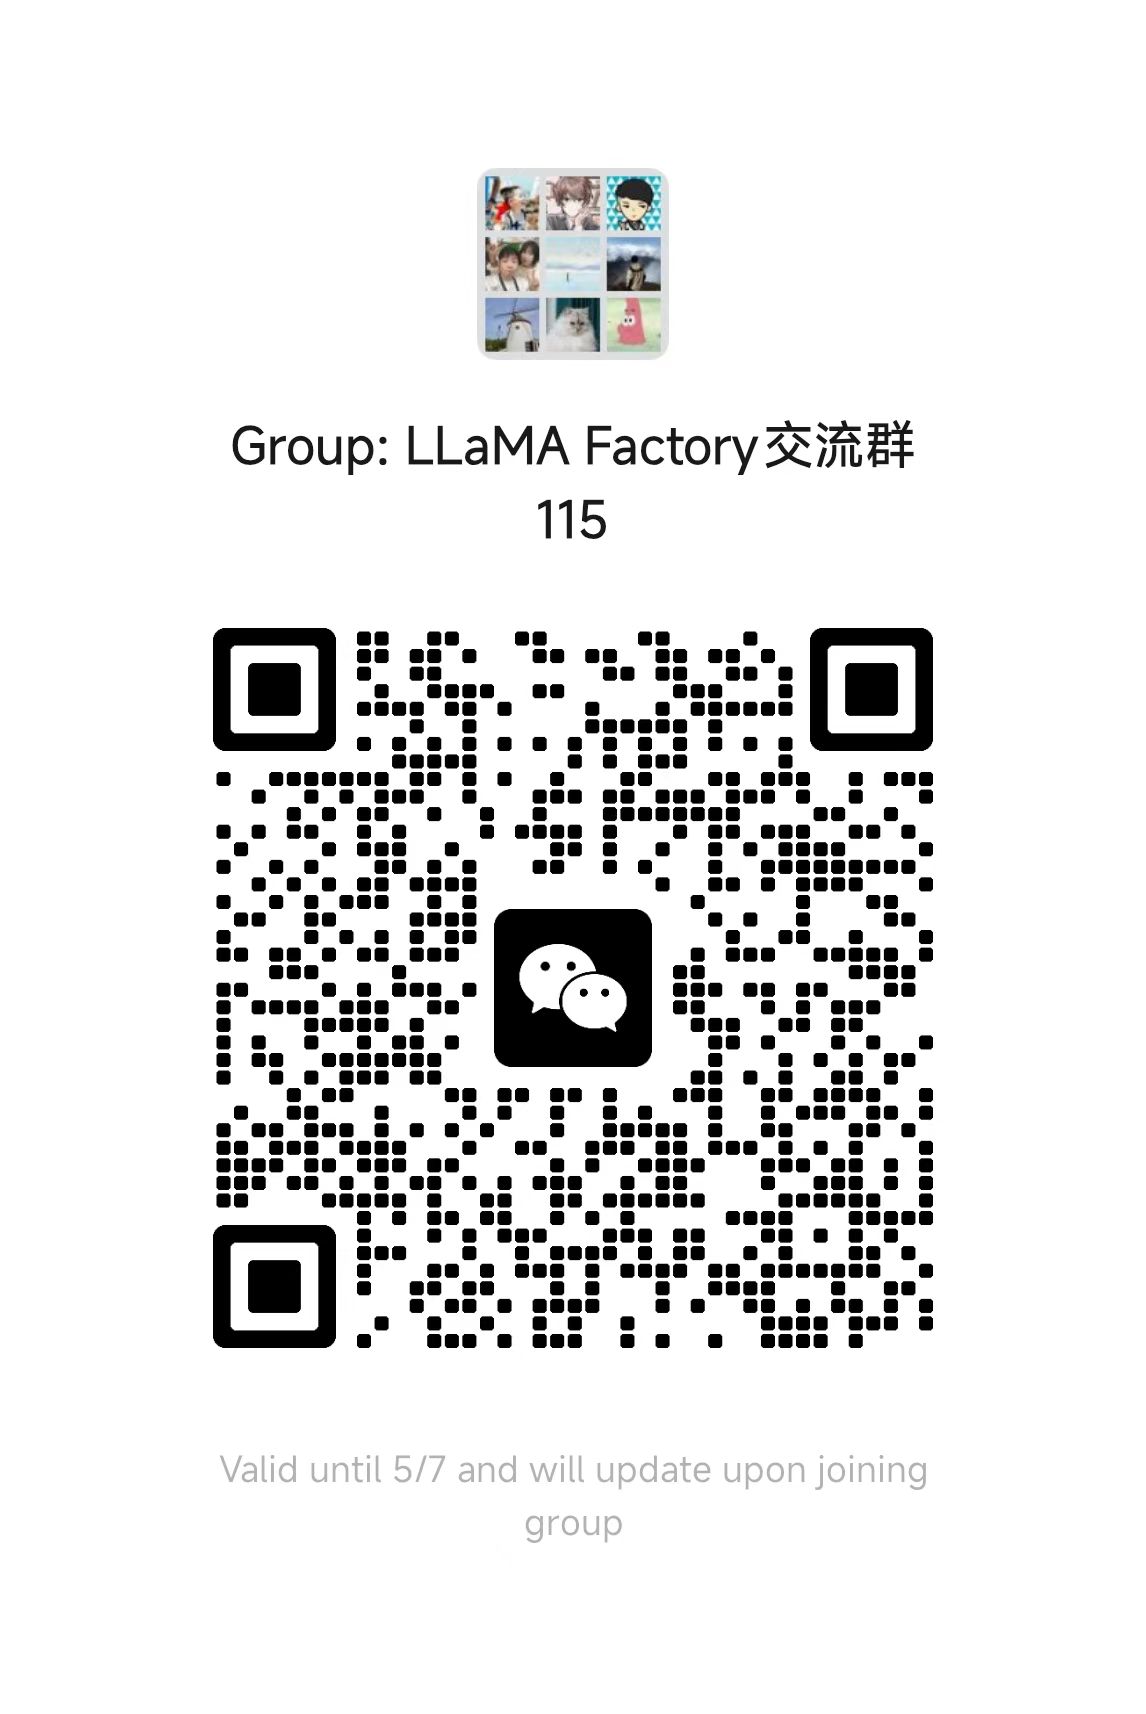 Group: LLaMA Factory交流群
115
Valid until 5/7 and will update upon joining
group